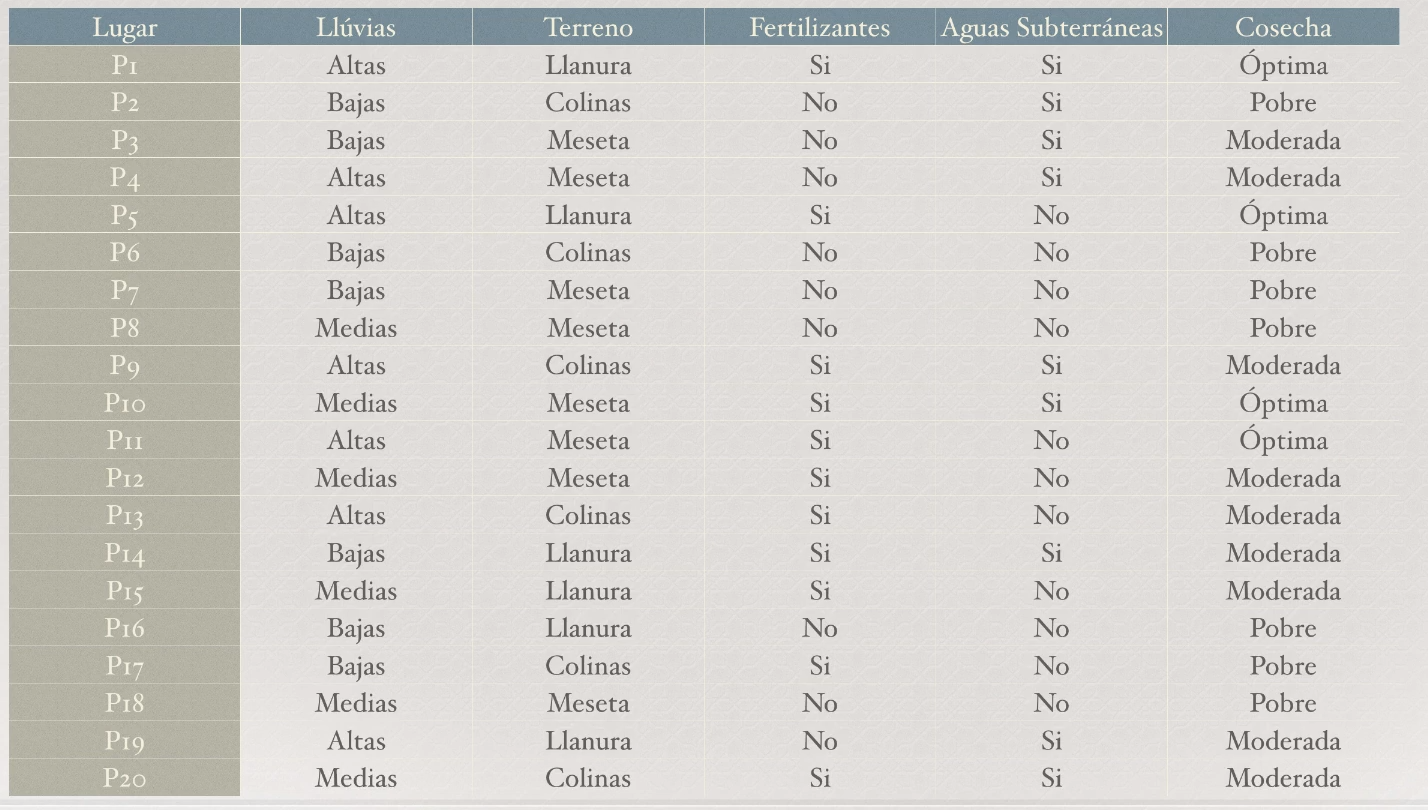 Lugar Llúvias Terreno Fertilizantes Aguas Subterráneas Cosecha
P1 Altas Llanura Si Si Óptima
P2 Bajas Colinas No Si Pobre
P3 Bajas Meseta No Si Moderada
P4 Altas Meseta No Si Moderada
P5 Altas Llanura Si No Óptima
P6 Bajas Colinas No No Pobre
P7 Bajas Meseta No No Pobre
P8 Medias Meseta No No Pobre
P9 Altas Colinas Si Si Moderada
P10 Medias Meseta Si Si Óptima
P11 Altas Meseta Si No Óptima
P12 Medias Meseta Si No Moderada
P13 Altas Colinas Si No Moderada
P14 Bajas Llanura Si Si Moderada
P15 Medias Llanura Si No Moderada
P16 Bajas Llanura No No Pobre
P17 Bajas Colinas Si No Pobre
P18 Medias Meseta No No Pobre
P19 Altas Llanura No Si Moderada
P20 Medias Colinas Si Si Moderada